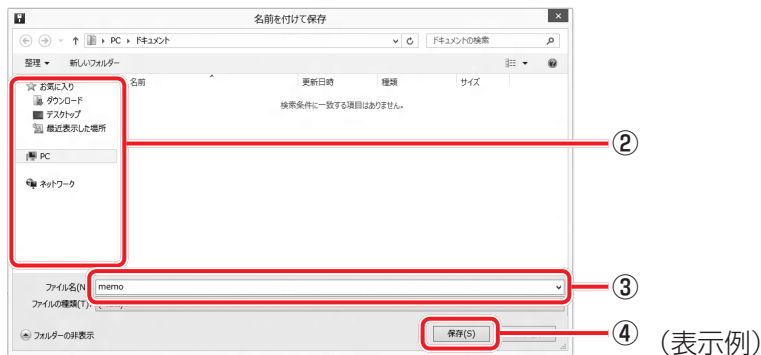 名前を付けて保存
PC ▸ ドキュメント
ドキュメントの検索
整理 ▼ 新しいフォルダー
お気に入り
ダウンロード
デスクトップ
最近表示した場所
PC
ネットワーク
名前 更新日時 種類 サイズ
検索条件に一致する項目はありません。
②
ファイル名(N
memo
③
ファイルの種類(T):
フォルダーの非表示
保存(S)
④
(表示例)